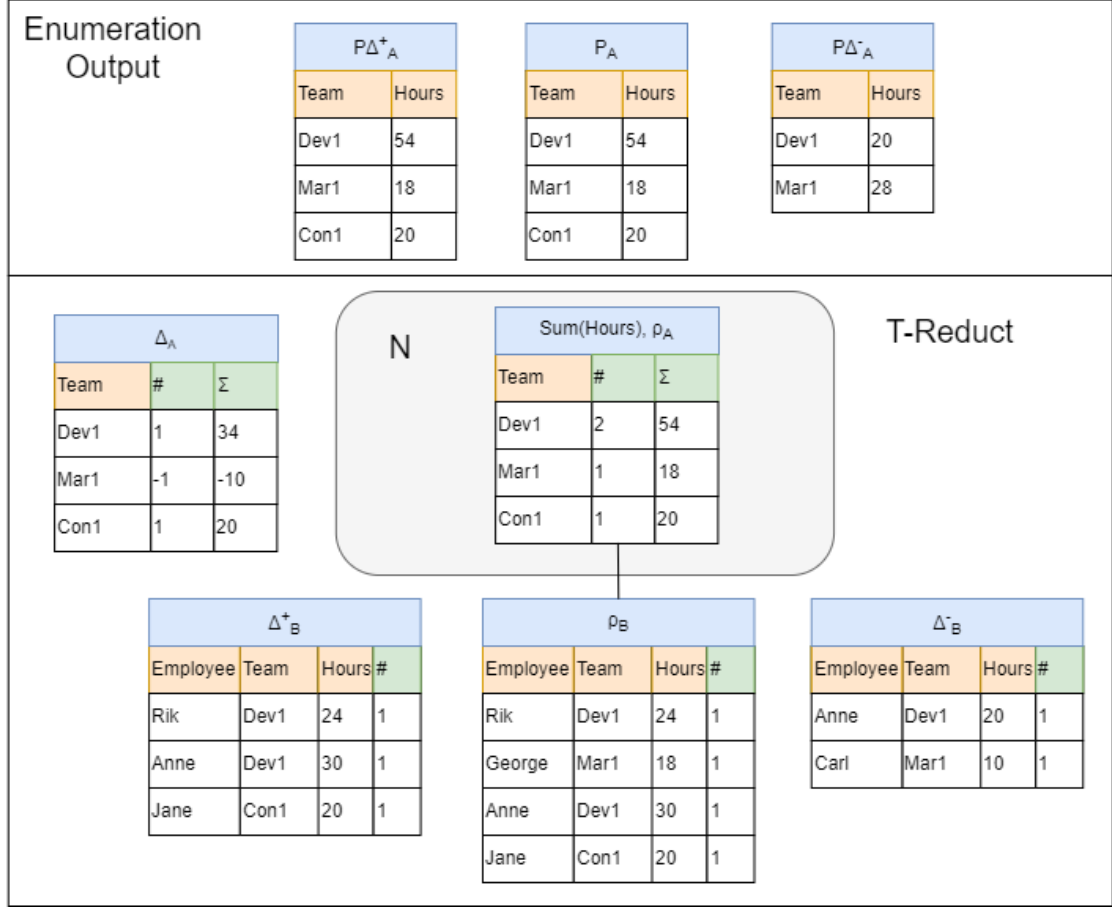 Enumeration
Output
PΔ⁺A
Team Hours
Dev1 54
Mar1 18
Con1 20
PA
Team Hours
Dev1 54
Mar1 18
Con1 20
PΔ⁻A
Team Hours
Dev1 20
Mar1 28
ΔA
Team # Σ
Dev1 1 34
Mar1 -1 -10
Con1 1 20
N
Sum(Hours), ρA
Team # Σ
Dev1 2 54
Mar1 1 18
Con1 1 20
T-Reduct
Δ⁺B
Employee Team Hours #
Rik Dev1 24 1
Anne Dev1 30 1
Jane Con1 20 1
ρB
Employee Team Hours #
Rik Dev1 24 1
George Mar1 18 1
Anne Dev1 30 1
Jane Con1 20 1
Δ⁻B
Employee Team Hours #
Anne Dev1 20 1
Carl Mar1 10 1